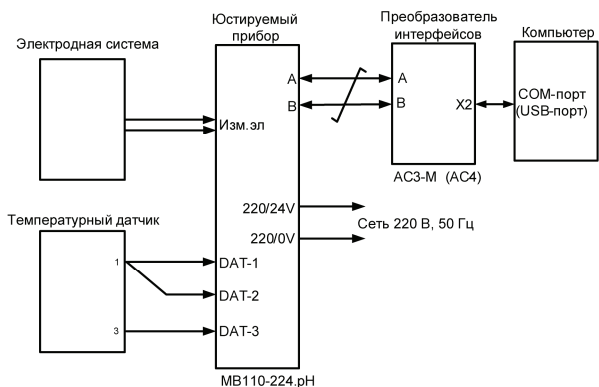 Электродная система
Юстируемый
прибор
Преобразователь
интерфейсов
Компьютер
A
B
A
B
X2
COM-порт
(USB-порт)
Изм.эл
АС3-М (АС4)
220/24V
220/0V
Сеть 220 В, 50 Гц
Температурный датчик
1
3
DAT-1
DAT-2
DAT-3
МВ110-224.рН